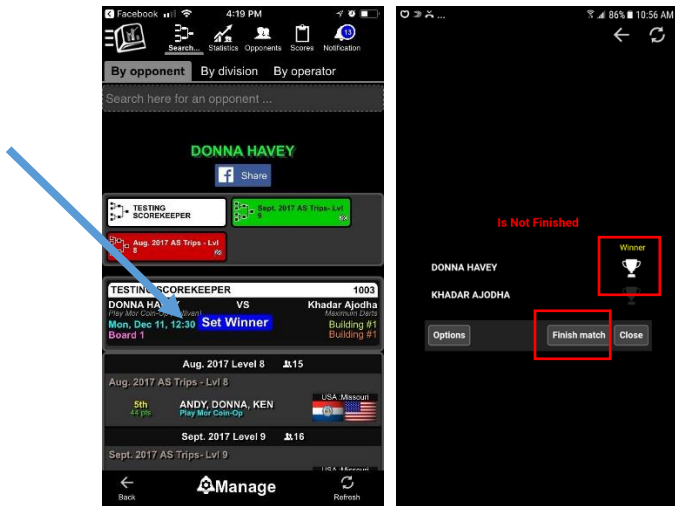 Facebook 4:19 PM
Search... Statistics Opponents Scores Notification
13
By opponent By division By operator
Search here for an opponent ...
DONNA HAVEY
f Share
TESTING
SCOREKEEPER
Sept. 2017 AS Trips- Lvl
9
Aug. 2017 AS Trips - Lvl
8
TESTING SCOREKEEPER 1003
DONNA HA VS Khadar Ajodha
Play Mor Coin-Op Maximum Darts
Mon, Dec 11, 12:30 Set Winner Building #1
Board 1 Building #1
Aug. 2017 Level 8 15
Aug. 2017 AS Trips - Lvl 8
5th ANDY, DONNA, KEN USA :Missouri
44 pts Play Mor Coin-Op
Sept. 2017 Level 9 16
Sept. 2017 AS Trips- Lvl 9
USA :Missouri
Back Manage Refresh
... 86% 10:56 AM
Is Not Finished
Winner
DONNA HAVEY
KHADAR AJODHA
Options Finish match Close